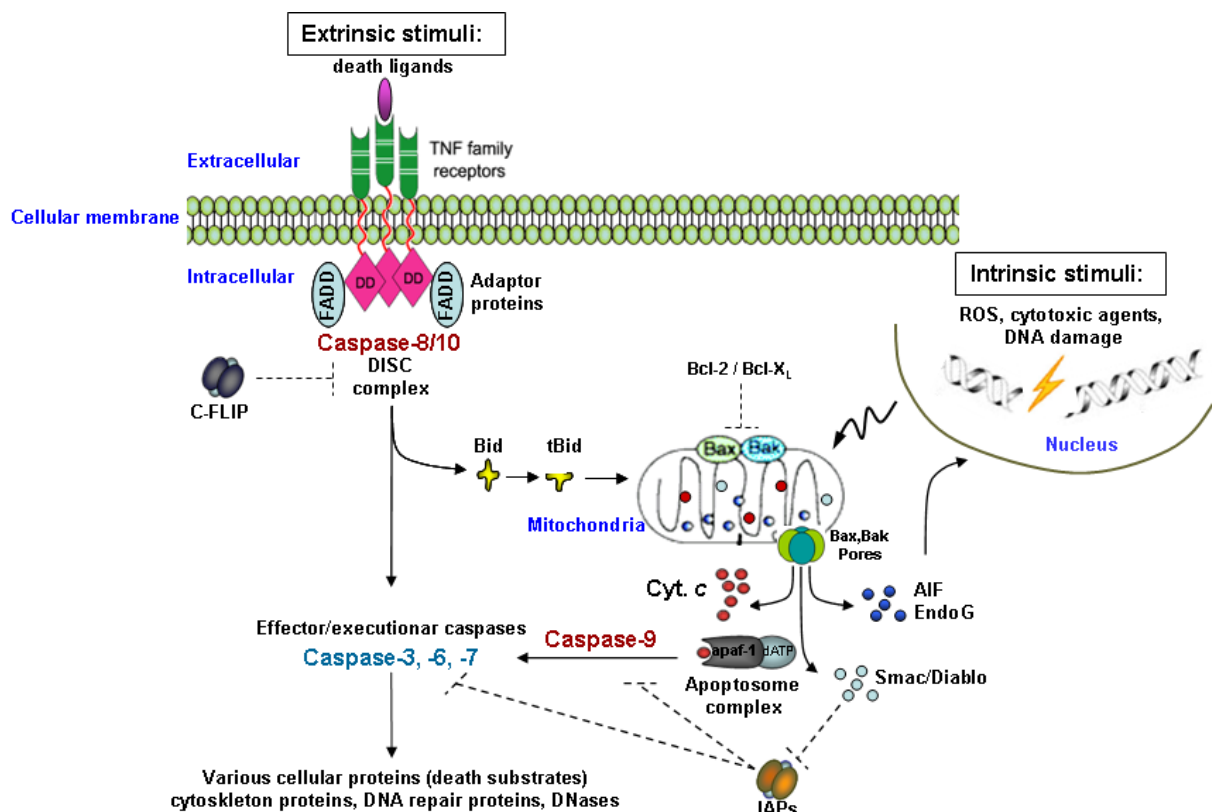 Extrinsic stimuli:
death ligands
TNF family
receptors
Extracellular
Cellular membrane
Intracellular
FADD
DD
DD
FADD
Adaptor
proteins
Caspase-8/10
DISC
complex
C-FLIP
Intrinsic stimuli:
ROS, cytotoxic agents,
DNA damage
Nucleus
Bcl-2 / Bcl-XL
Bax
Bak
Bid
tBid
Mitochondria
Bax,Bak
Pores
Cyt. c
AIF
EndoG
Effector/executionar caspases
Caspase-3, -6, -7
Caspase-9
apaf-1
dATP
Apoptosome
complex
Smac/Diablo
Various cellular proteins (death substrates)
cytoskleton proteins, DNA repair proteins, DNases
IAPs